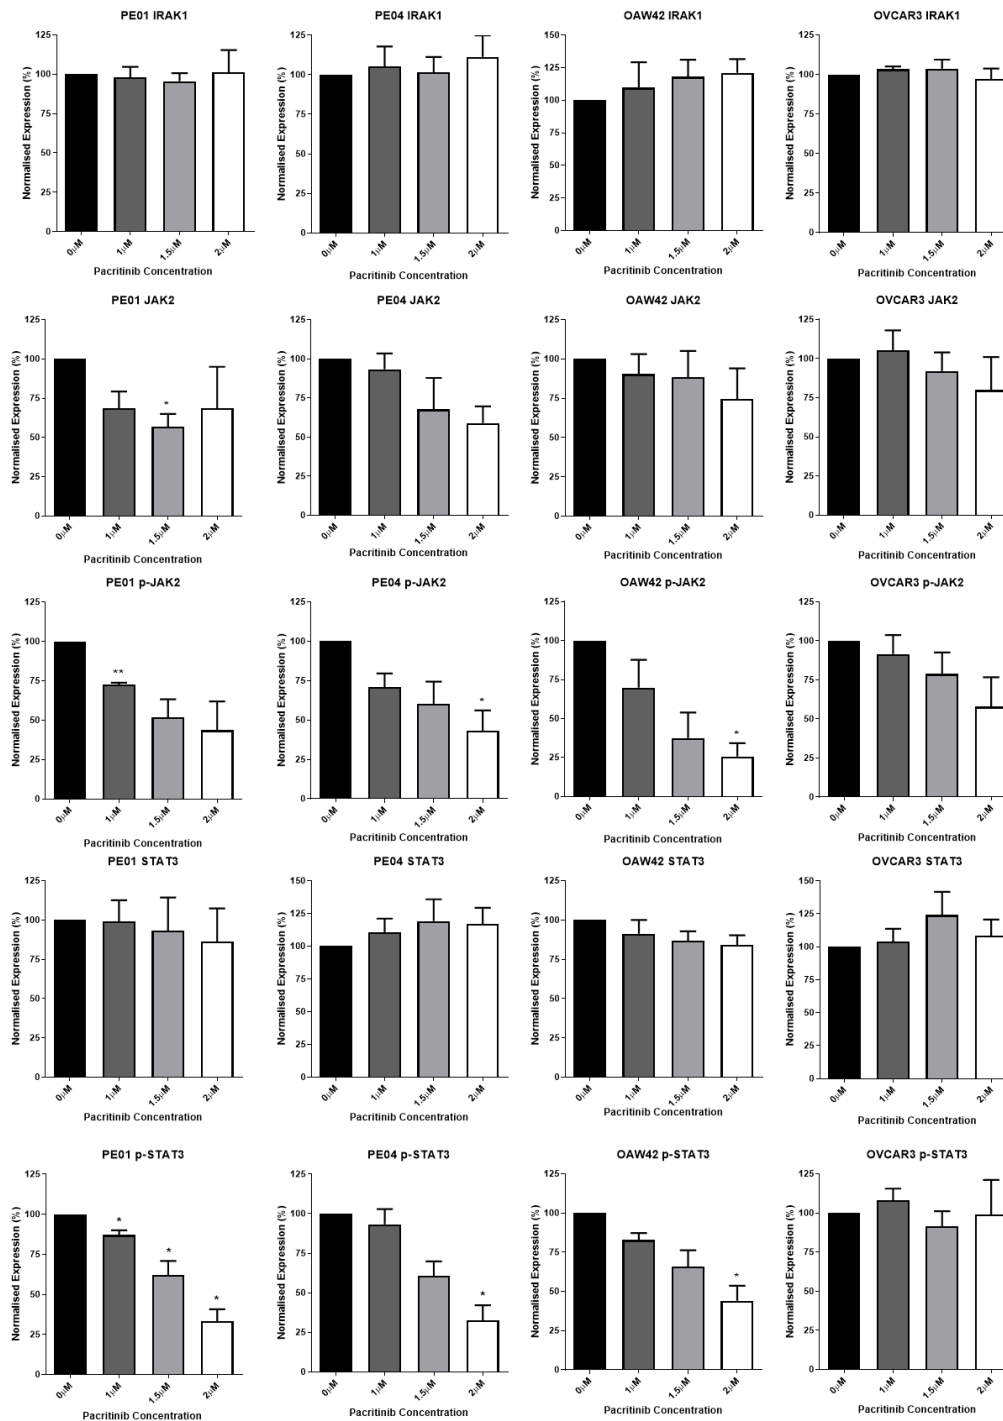 PE01 IRAK1
125
100
75
50
25
0
Normalised Expression (%)
0µM
1µM
1.5µM
2µM
Pacritinib Concentration
PE04 IRAK1
125
100
75
50
25
0
Normalised Expression (%)
0µM
1µM
1.5µM
2µM
Pacritinib Concentration
OAW42 IRAK1
150
125
100
75
50
25
0
Normalised Expression (%)
0µM
1µM
1.5µM
2µM
Pacritinib Concentration
OVCAR3 IRAK1
125
100
75
50
25
0
Normalised Expression (%)
0µM
1µM
1.5µM
2µM
Pacritinib Concentration
PE01 JAK2
125
100
75
50
25
0
Normalised Expression (%)
*
0µM
1µM
1.5µM
2µM
Pacritinib Concentration
PE04 JAK2
125
100
75
50
25
0
Normalised Expression (%)
0µM
1µM
1.5µM
2µM
Pacritinib Concentration
OAW42 JAK2
125
100
75
50
25
0
Normalised Expression (%)
0µM
1µM
1.5µM
2µM
Pacritinib Concentration
OVCAR3 JAK2
125
100
75
50
25
0
Normalised Expression (%)
0µM
1µM
1.5µM
2µM
Pacritinib Concentration
PE01 p-JAK2
125
100
75
50
25
0
Normalised Expression (%)
**
0µM
1µM
1.5µM
2µM
Pacritinib Concentration
PE04 p-JAK2
125
100
75
50
25
0
Normalised Expression (%)
*
0µM
1µM
1.5µM
2µM
Pacritinib Concentration
OAW42 p-JAK2
125
100
75
50
25
0
Normalised Expression (%)
*
0µM
1µM
1.5µM
2µM
Pacritinib Concentration
OVCAR3 p-JAK2
125
100
75
50
25
0
Normalised Expression (%)
0µM
1µM
1.5µM
2µM
Pacritinib Concentration
PE01 STAT3
125
100
75
50
25
0
Normalised Expression (%)
0µM
1µM
1.5µM
2µM
Pacritinib Concentration
PE04 STAT3
150
125
100
75
50
25
0
Normalised Expression (%)
0µM
1µM
1.5µM
2µM
Pacritinib Concentration
OAW42 STAT3
125
100
75
50
25
0
Normalised Expression (%)
0µM
1µM
1.5µM
2µM
Pacritinib Concentration
OVCAR3 STAT3
150
125
100
75
50
25
0
Normalised Expression (%)
0µM
1µM
1.5µM
2µM
Pacritinib Concentration
PE01 p-STAT3
125
100
75
50
25
0
Normalised Expression (%)
*
*
*
0µM
1µM
1.5µM
2µM
Pacritinib Concentration
PE04 p-STAT3
125
100
75
50
25
0
Normalised Expression (%)
*
0µM
1µM
1.5µM
2µM
Pacritinib Concentration
OAW42 p-STAT3
125
100
75
50
25
0
Normalised Expression (%)
*
0µM
1µM
1.5µM
2µM
Pacritinib Concentration
OVCAR3 p-STAT3
125
100
75
50
25
0
Normalised Expression (%)
0µM
1µM
1.5µM
2µM
Pacritinib Concentration